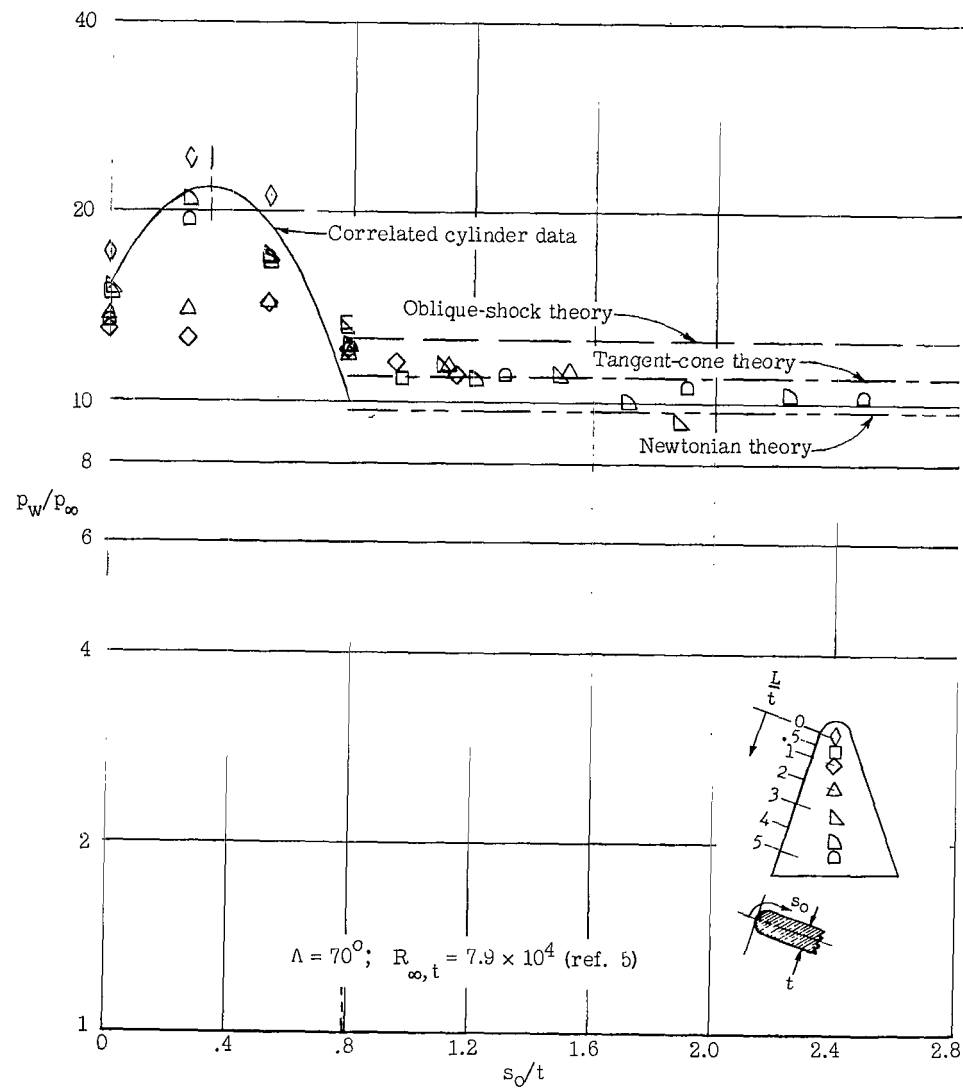 40
20
Correlated cylinder data
Oblique-shock theory
Tangent-cone theory
10
Newtonian theory
8
p_w/p_∞
6
4
L/t
0
.5
1
2
3
4
5
2
s_o
t
Λ = 70°; R_∞,t = 7.9 × 10⁴ (ref. 5)
1
0 .4 .8 1.2 1.6 2.0 2.4 2.8
s_o/t